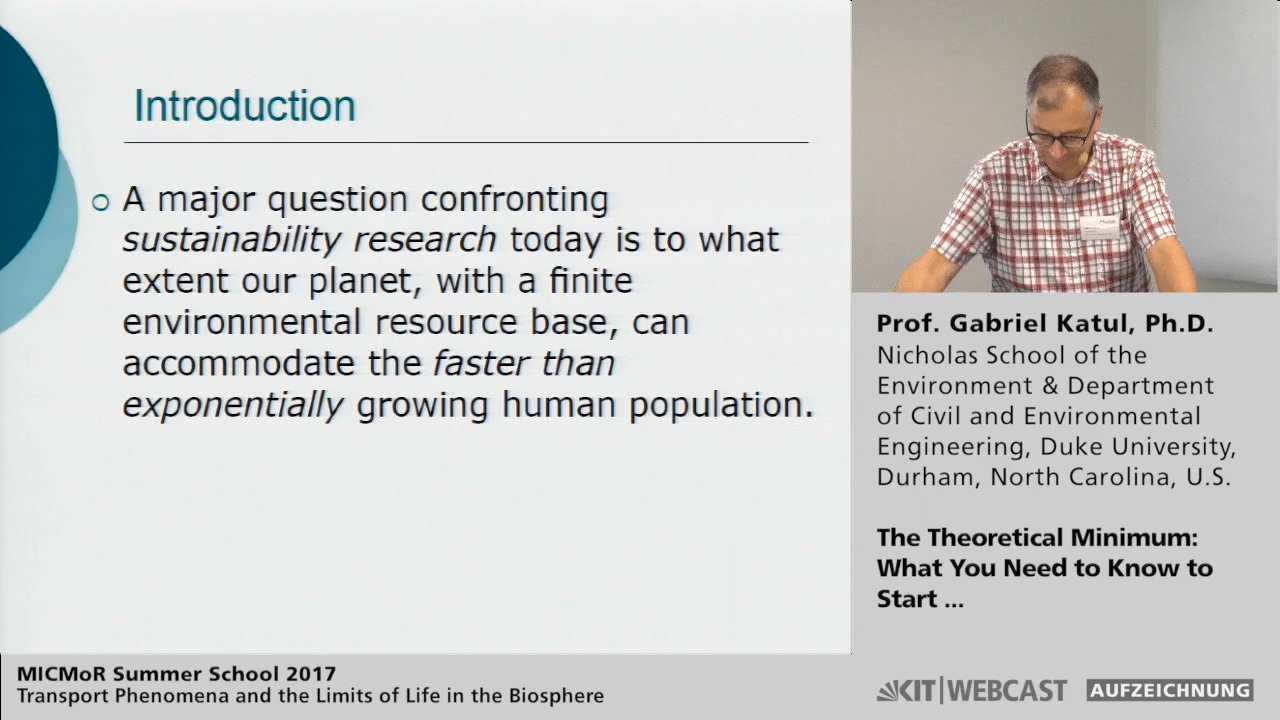 Introduction
A major question confronting
sustainability research today is to what
extent our planet, with a finite
environmental resource base, can
accommodate the faster than
exponentially growing human population.
Prof. Gabriel Katul, Ph.D.
Nicholas School of the
Environment & Department
of Civil and Environmental
Engineering, Duke University,
Durham, North Carolina, U.S.
The Theoretical Minimum:
What You Need to Know to
Start ...
MICMoR Summer School 2017
Transport Phenomena and the Limits of Life in the Biosphere
KIT|WEBCAST AUFZEICHNUNG